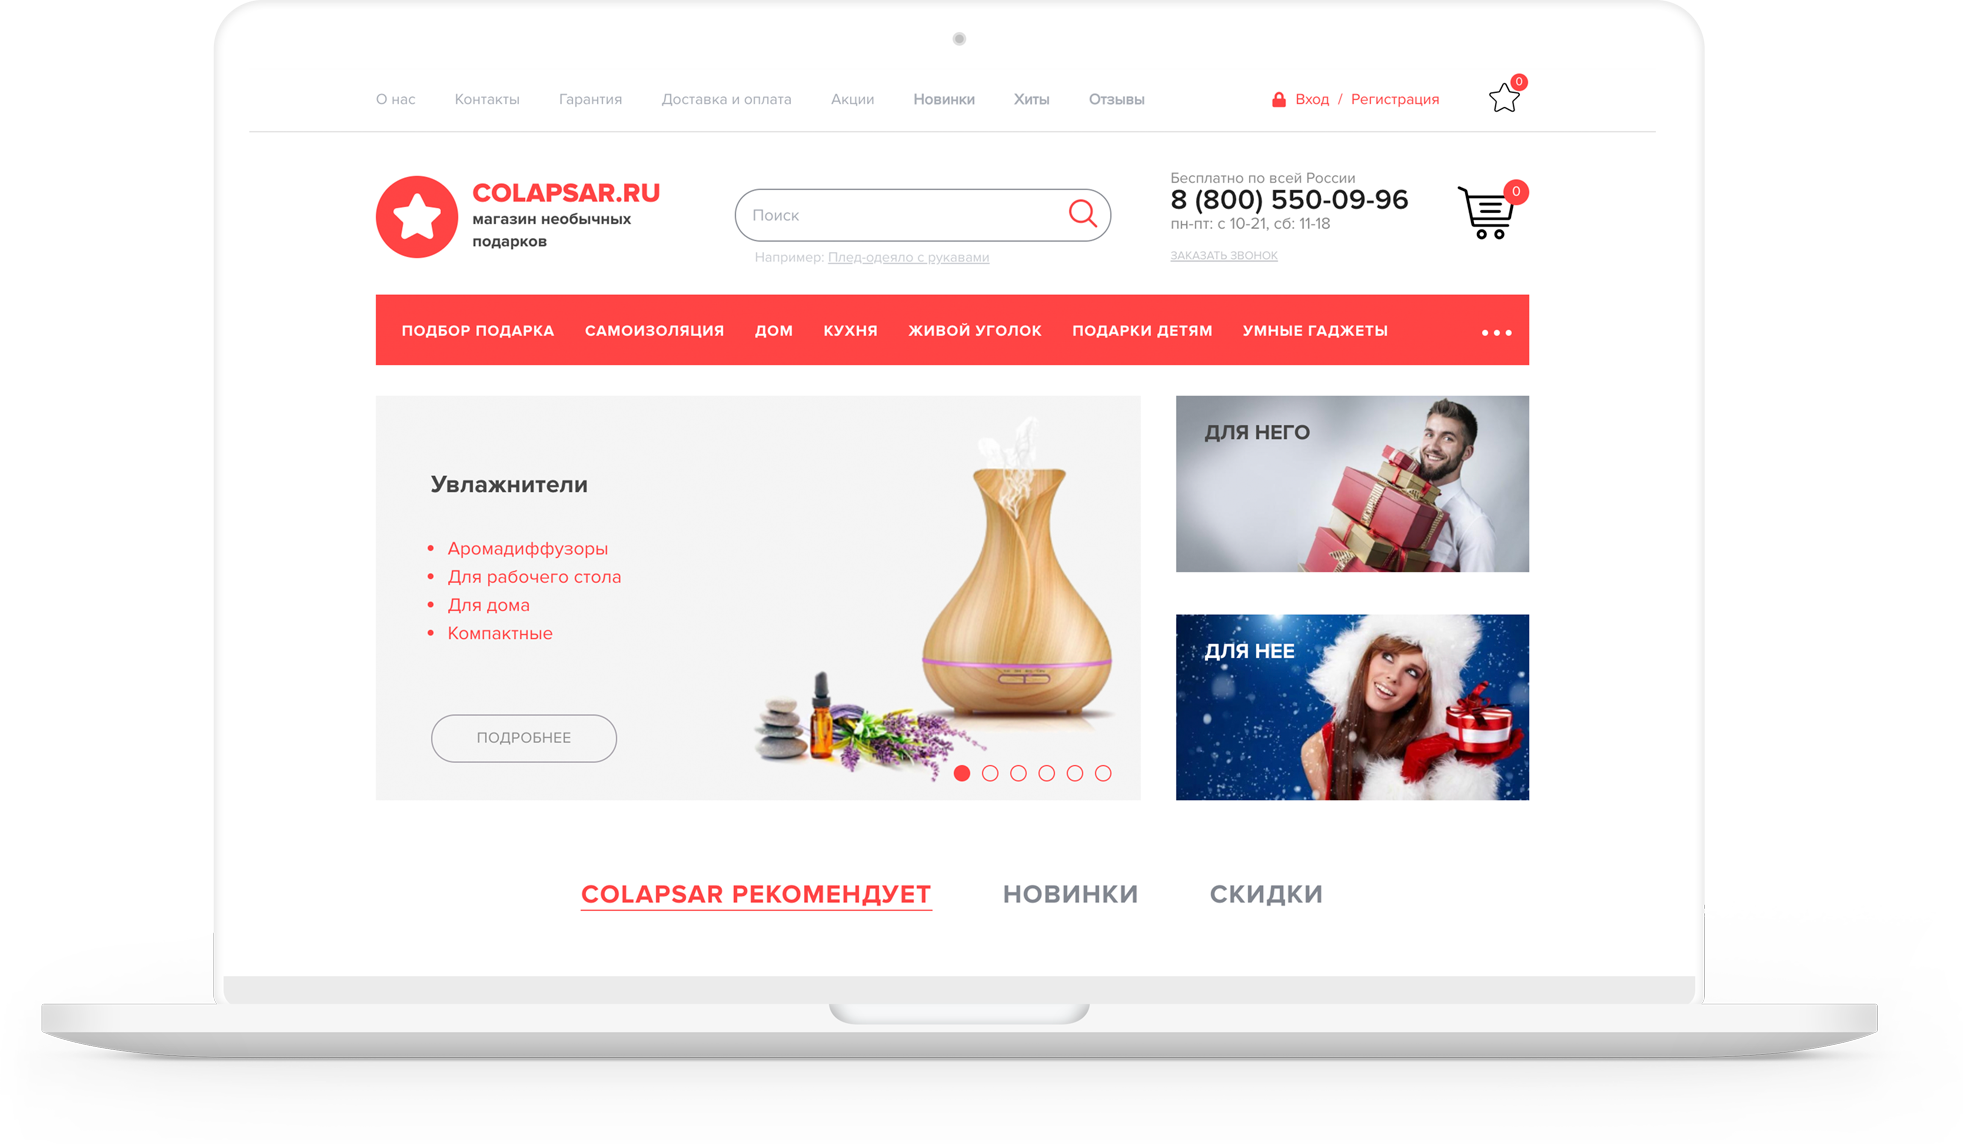 О нас Контакты Гарантия Доставка и оплата Акции Новинки Хиты Отзывы Вход / Регистрация 0
COLAPSAR.RU
магазин необычных
подарков
Поиск
Например: Плед-одеяло с рукавами
Бесплатно по всей России
8 (800) 550-09-96
пн-пт: с 10-21, сб: 11-18
ЗАКАЗАТЬ ЗВОНОК
0
ПОДБОР ПОДАРКА САМОИЗОЛЯЦИЯ ДОМ КУХНЯ ЖИВОЙ УГОЛОК ПОДАРКИ ДЕТЯМ УМНЫЕ ГАДЖЕТЫ
Увлажнители
Аромадиффузоры
Для рабочего стола
Для дома
Компактные
ПОДРОБНЕЕ
ДЛЯ НЕГО
ДЛЯ НЕЕ
COLAPSAR РЕКОМЕНДУЕТ НОВИНКИ СКИДКИ